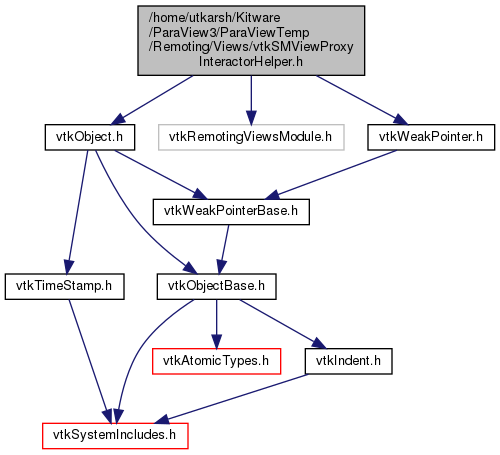 /home/utkarsh/Kitware
/ParaView3/ParaViewTemp
/Remoting/Views/vtkSMViewProxy
InteractorHelper.h
vtkObject.h
vtkRemotingViewsModule.h
vtkWeakPointer.h
vtkWeakPointerBase.h
vtkTimeStamp.h
vtkObjectBase.h
vtkAtomicTypes.h
vtkIndent.h
vtkSystemIncludes.h